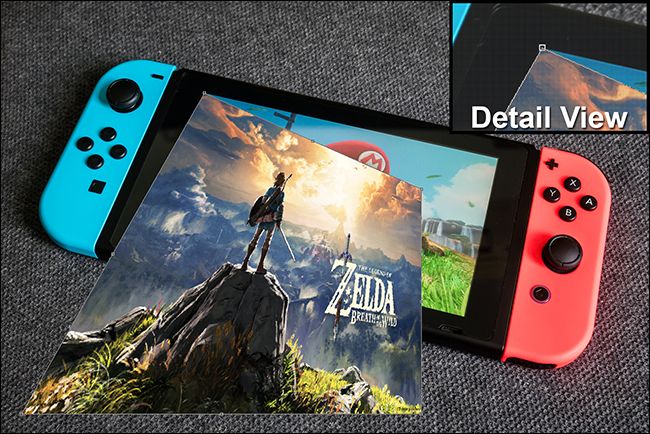 Detail View
THE LEGEND OF
ZELDA
BREATH OF THE WILD
M
X
Y
A
B